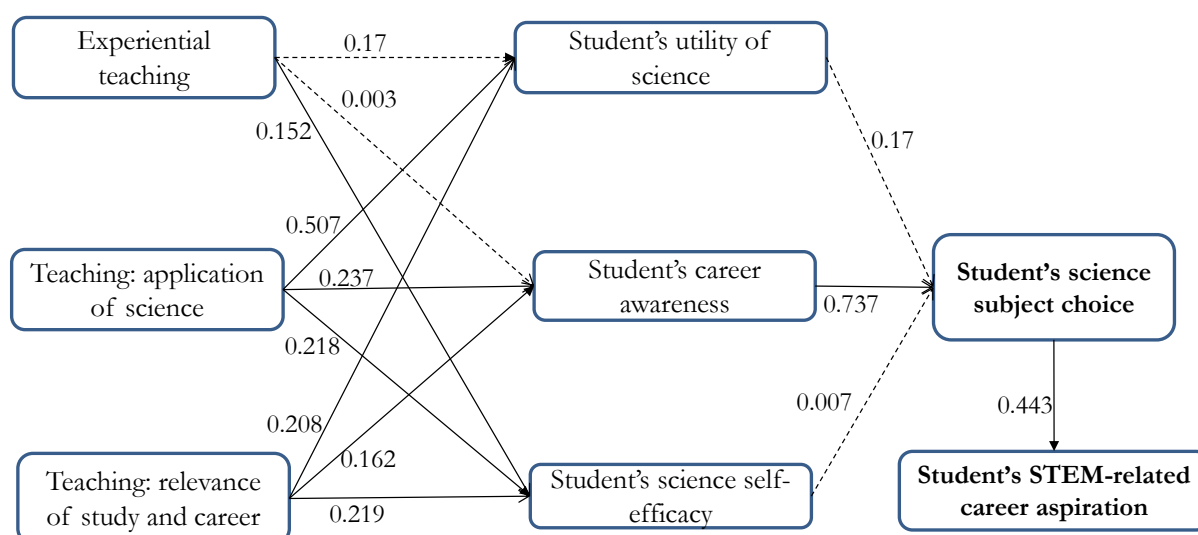 Experiential
teaching
0.17
Student's utility of
science
0.003
0.152
0.17
0.507
Teaching: application
of science
0.237
Student's career
awareness
0.737
Student's science
subject choice
0.218
0.208
0.162
0.007
0.443
Teaching: relevance
of study and career
0.219
Student's science self-
efficacy
Student's STEM-related
career aspiration